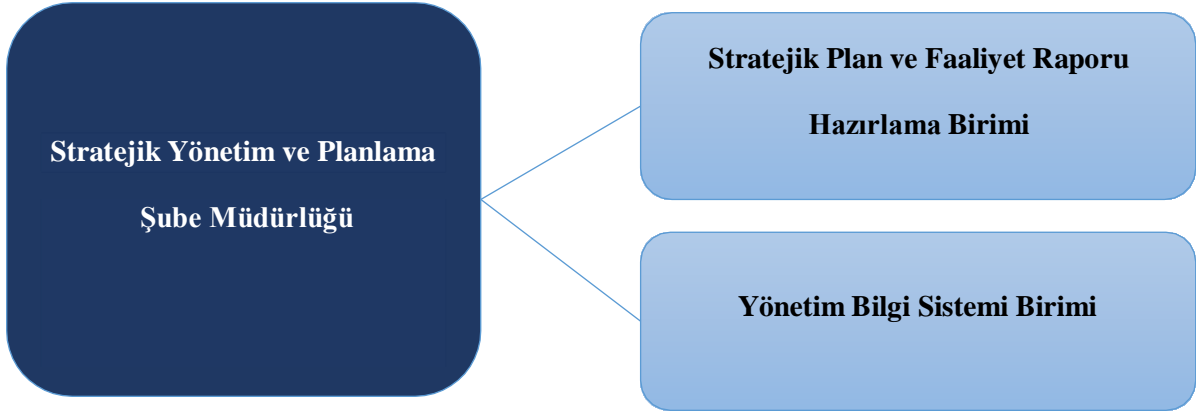 Stratejik Yönetim ve Planlama
Şube Müdürlüğü
Stratejik Plan ve Faaliyet Raporu
Hazırlama Birimi
Yönetim Bilgi Sistemi Birimi